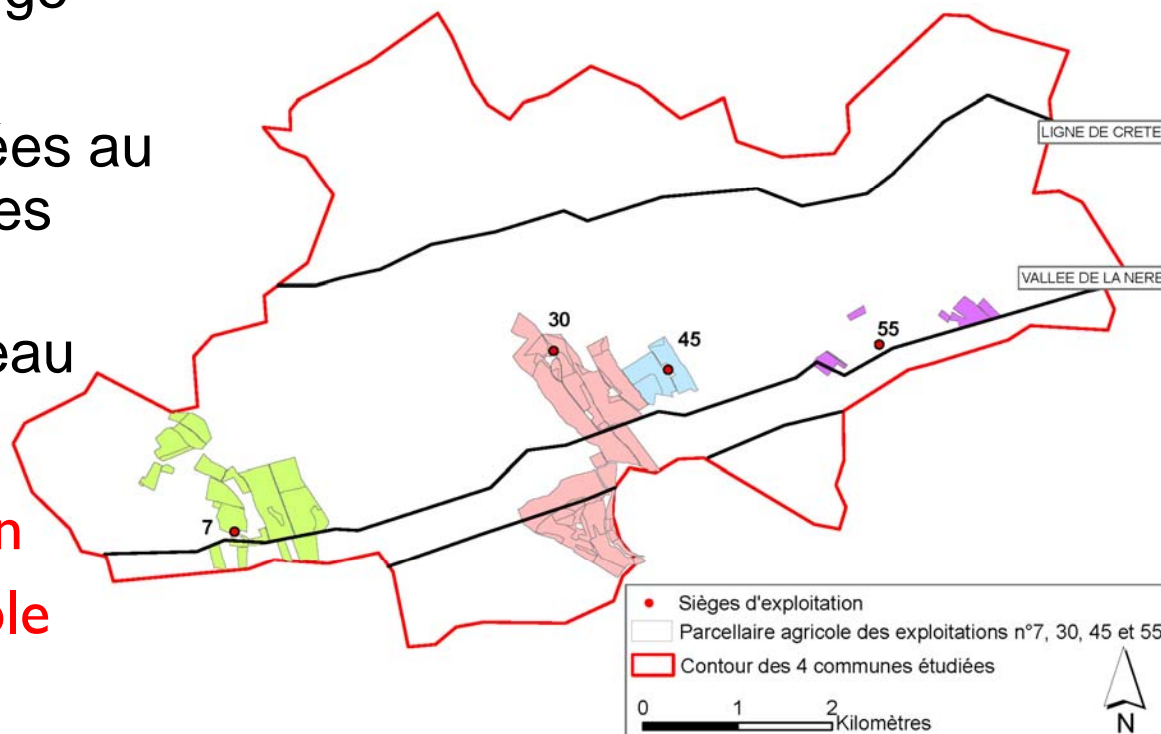 ées au
es
eau
n
ole
LIGNE DE CRETE
VALLEE DE LA NERE
30
45
55
7
Sièges d'exploitation
Parcellaire agricole des exploitations n°7, 30, 45 et 55
Contour des 4 communes étudiées
0 1 2 Kilomètres
N